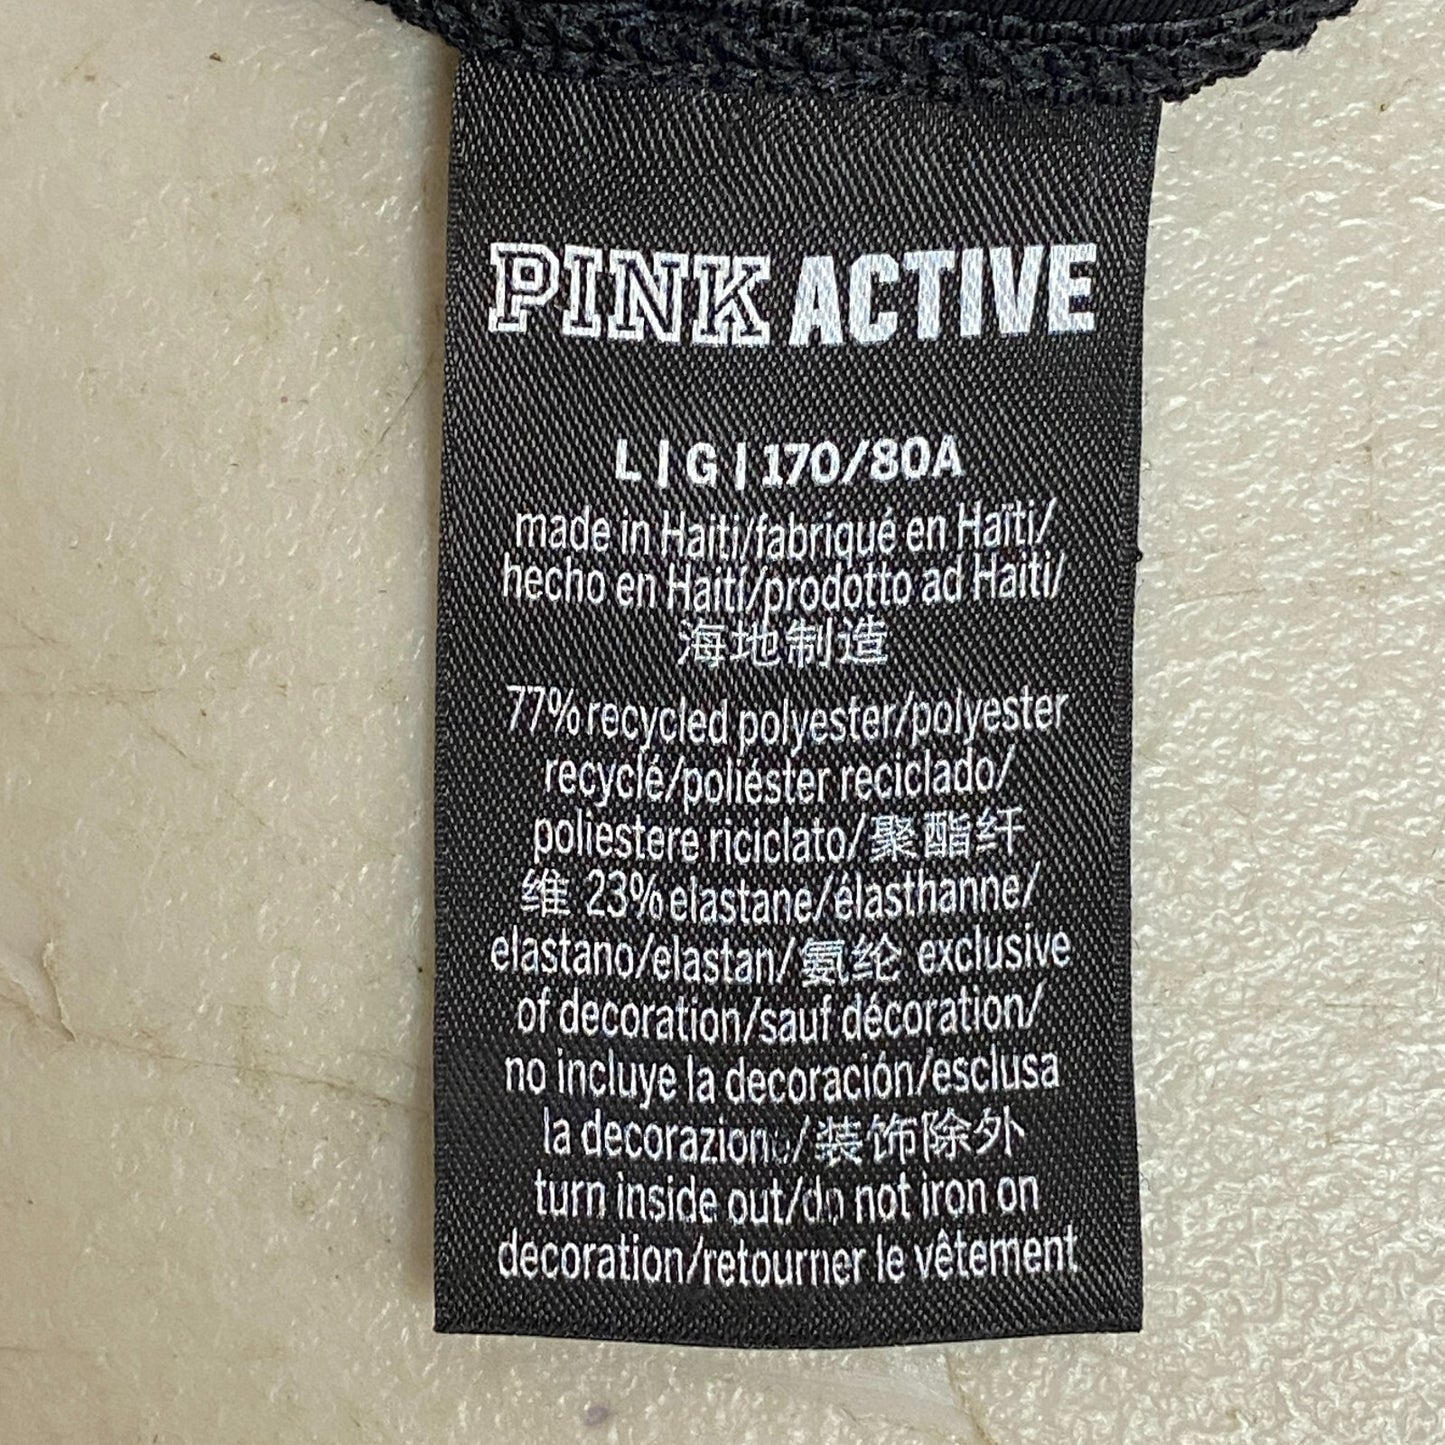 PINK ACTIVE
L | G | 170/80A
made in Haiti/fabriqué en Haïti/
hecho en Haití/prodotto ad Haiti/
海地制造
77% recycled polyester/polyester
recyclé/poliéster reciclado/
poliestere riciclato/聚酯纤
维 23% elastane/élasthanne/
elastano/elastan/氨纶 exclusive
of decoration/sauf décoration/
no incluye la decoración/esclusa
la decorazione/装饰除外
turn inside out/do not iron on
decoration/retourner le vêtement